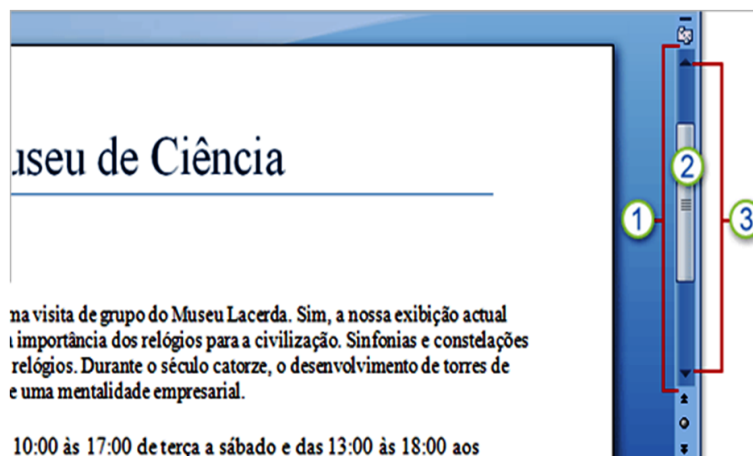 useu de Ciência
ma visita de grupo do Museu Lacerda. Sim, a nossa exibição actual
importância dos relógios para a civilização. Sinfonias e constelações
relógios. Durante o século catorze, o desenvolvimento de torres de
e uma mentalidade empresarial.
10:00 às 17:00 de terça a sábado e das 13:00 às 18:00 aos
1
2
3